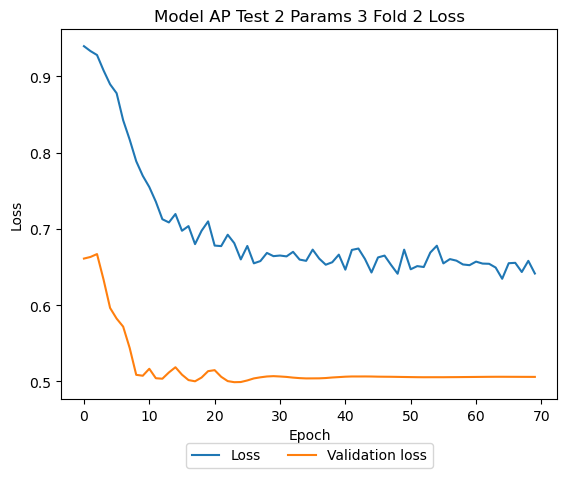 Model AP Test 2 Params 3 Fold 2 Loss
Loss
0.9
0.8
0.7
0.6
0.5
0 10 20 30 40 50 60 70
Epoch
Loss Validation loss